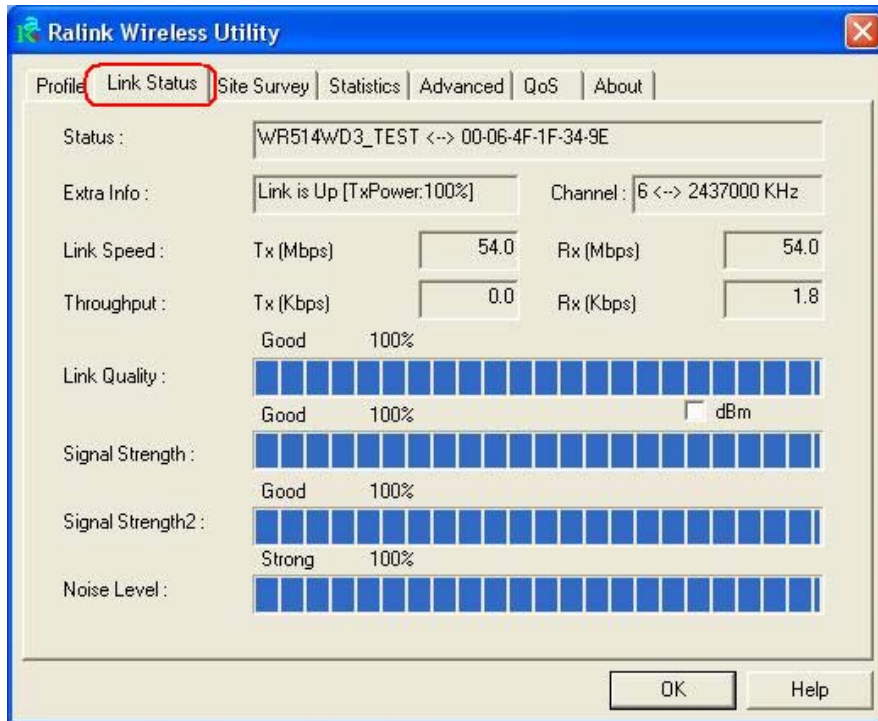 Ralink Wireless Utility
Profile Link Status Site Survey Statistics Advanced QoS About
Status : WR514WD3_TEST <--> 00-06-4F-1F-34-9E
Extra Info : Link is Up [TxPower:100%] Channel : 6 <--> 2437000 KHz
Link Speed : Tx (Mbps) 54.0 Rx (Mbps) 54.0
Throughput : Tx (Kbps) 0.0 Rx (Kbps) 1.8
Good 100%
Link Quality :
Good 100% dBm
Signal Strength :
Good 100%
Signal Strength2 :
Strong 100%
Noise Level :
OK Help